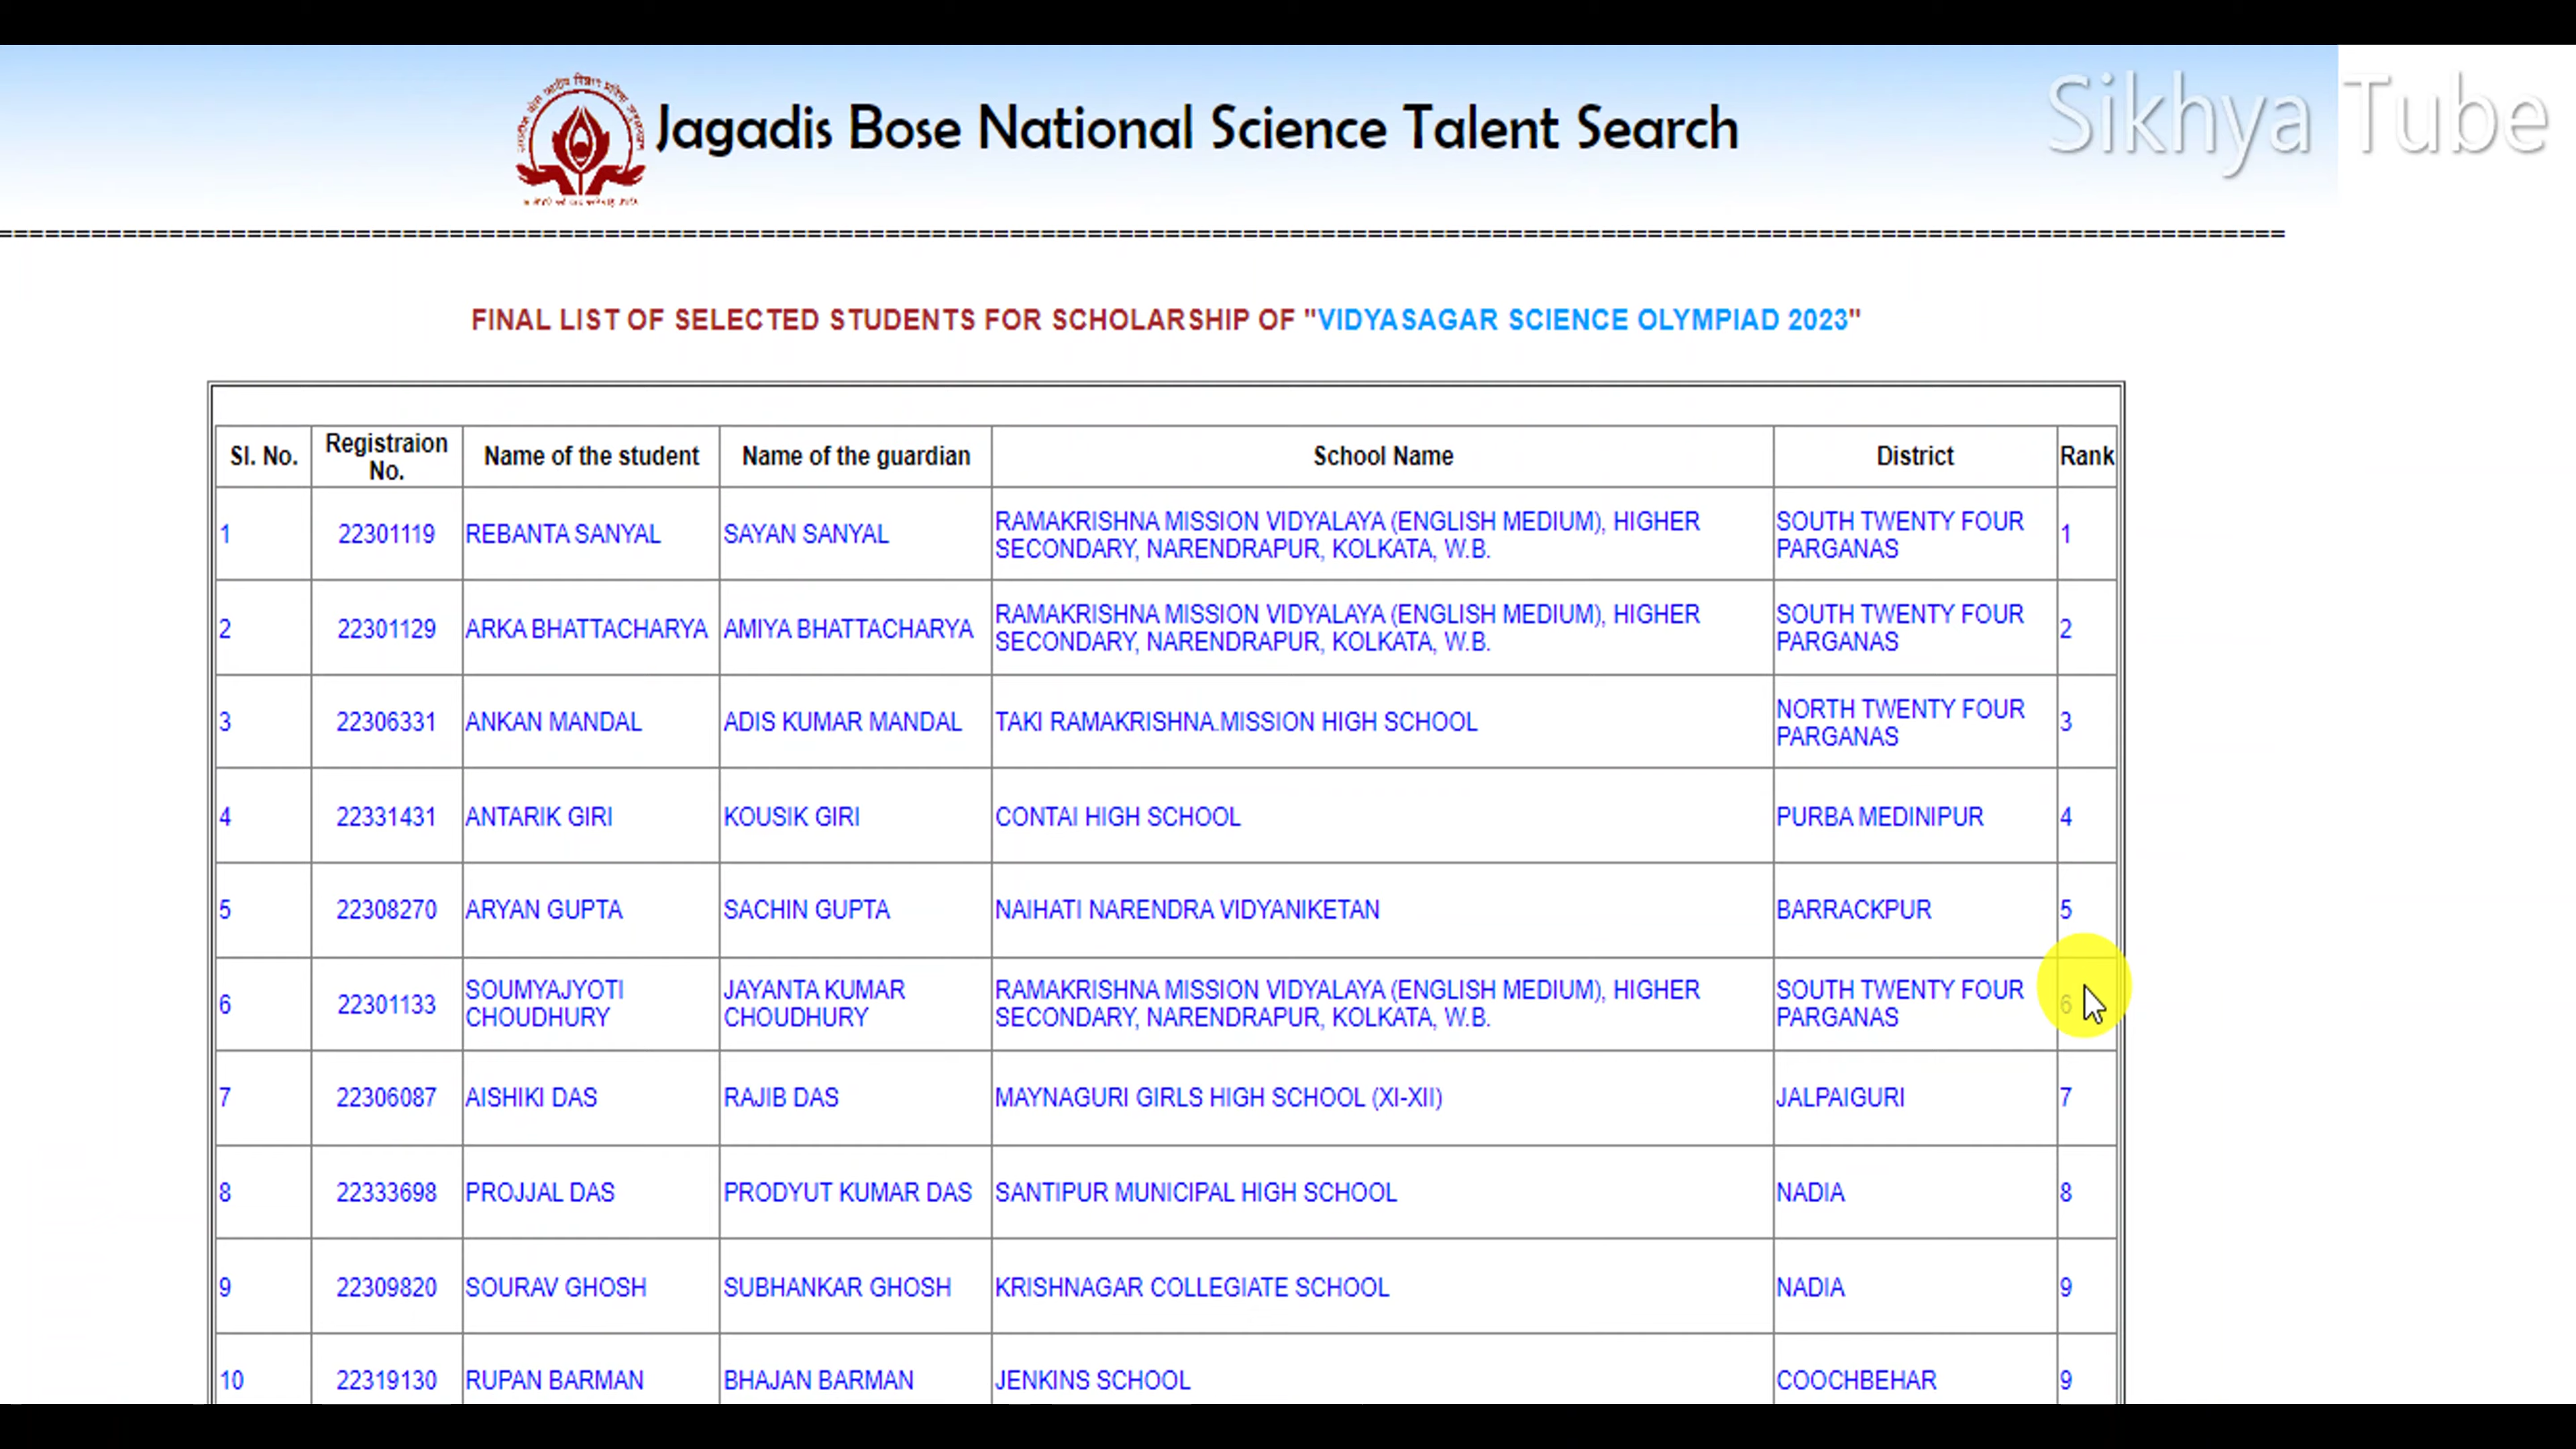 Jagadis Bose National Science Talent Search
Sikhya Tube
================================================================================
FINAL LIST OF SELECTED STUDENTS FOR SCHOLARSHIP OF "VIDYASAGAR SCIENCE OLYMPIAD 2023"
Sl. No. Registraion No. Name of the student Name of the guardian School Name District Rank
1 22301119 REBANTA SANYAL SAYAN SANYAL RAMAKRISHNA MISSION VIDYALAYA (ENGLISH MEDIUM), HIGHER SECONDARY, NARENDRAPUR, KOLKATA, W.B. SOUTH TWENTY FOUR PARGANAS 1
2 22301129 ARKA BHATTACHARYA AMIYA BHATTACHARYA RAMAKRISHNA MISSION VIDYALAYA (ENGLISH MEDIUM), HIGHER SECONDARY, NARENDRAPUR, KOLKATA, W.B. SOUTH TWENTY FOUR PARGANAS 2
3 22306331 ANKAN MANDAL ADIS KUMAR MANDAL TAKI RAMAKRISHNA.MISSION HIGH SCHOOL NORTH TWENTY FOUR PARGANAS 3
4 22331431 ANTARIK GIRI KOUSIK GIRI CONTAI HIGH SCHOOL PURBA MEDINIPUR 4
5 22308270 ARYAN GUPTA SACHIN GUPTA NAIHATI NARENDRA VIDYANIKETAN BARRACKPUR 5
6 22301133 SOUMYAJYOTI CHOUDHURY JAYANTA KUMAR CHOUDHURY RAMAKRISHNA MISSION VIDYALAYA (ENGLISH MEDIUM), HIGHER SECONDARY, NARENDRAPUR, KOLKATA, W.B. SOUTH TWENTY FOUR PARGANAS 6
7 22306087 AISHIKI DAS RAJIB DAS MAYNAGURI GIRLS HIGH SCHOOL (XI-XII) JALPAIGURI 7
8 22333698 PROJJAL DAS PRODYUT KUMAR DAS SANTIPUR MUNICIPAL HIGH SCHOOL NADIA 8
9 22309820 SOURAV GHOSH SUBHANKAR GHOSH KRISHNAGAR COLLEGIATE SCHOOL NADIA 9
10 22319130 RUPAN BARMAN BHAJAN BARMAN JENKINS SCHOOL COOCHBEHAR 9